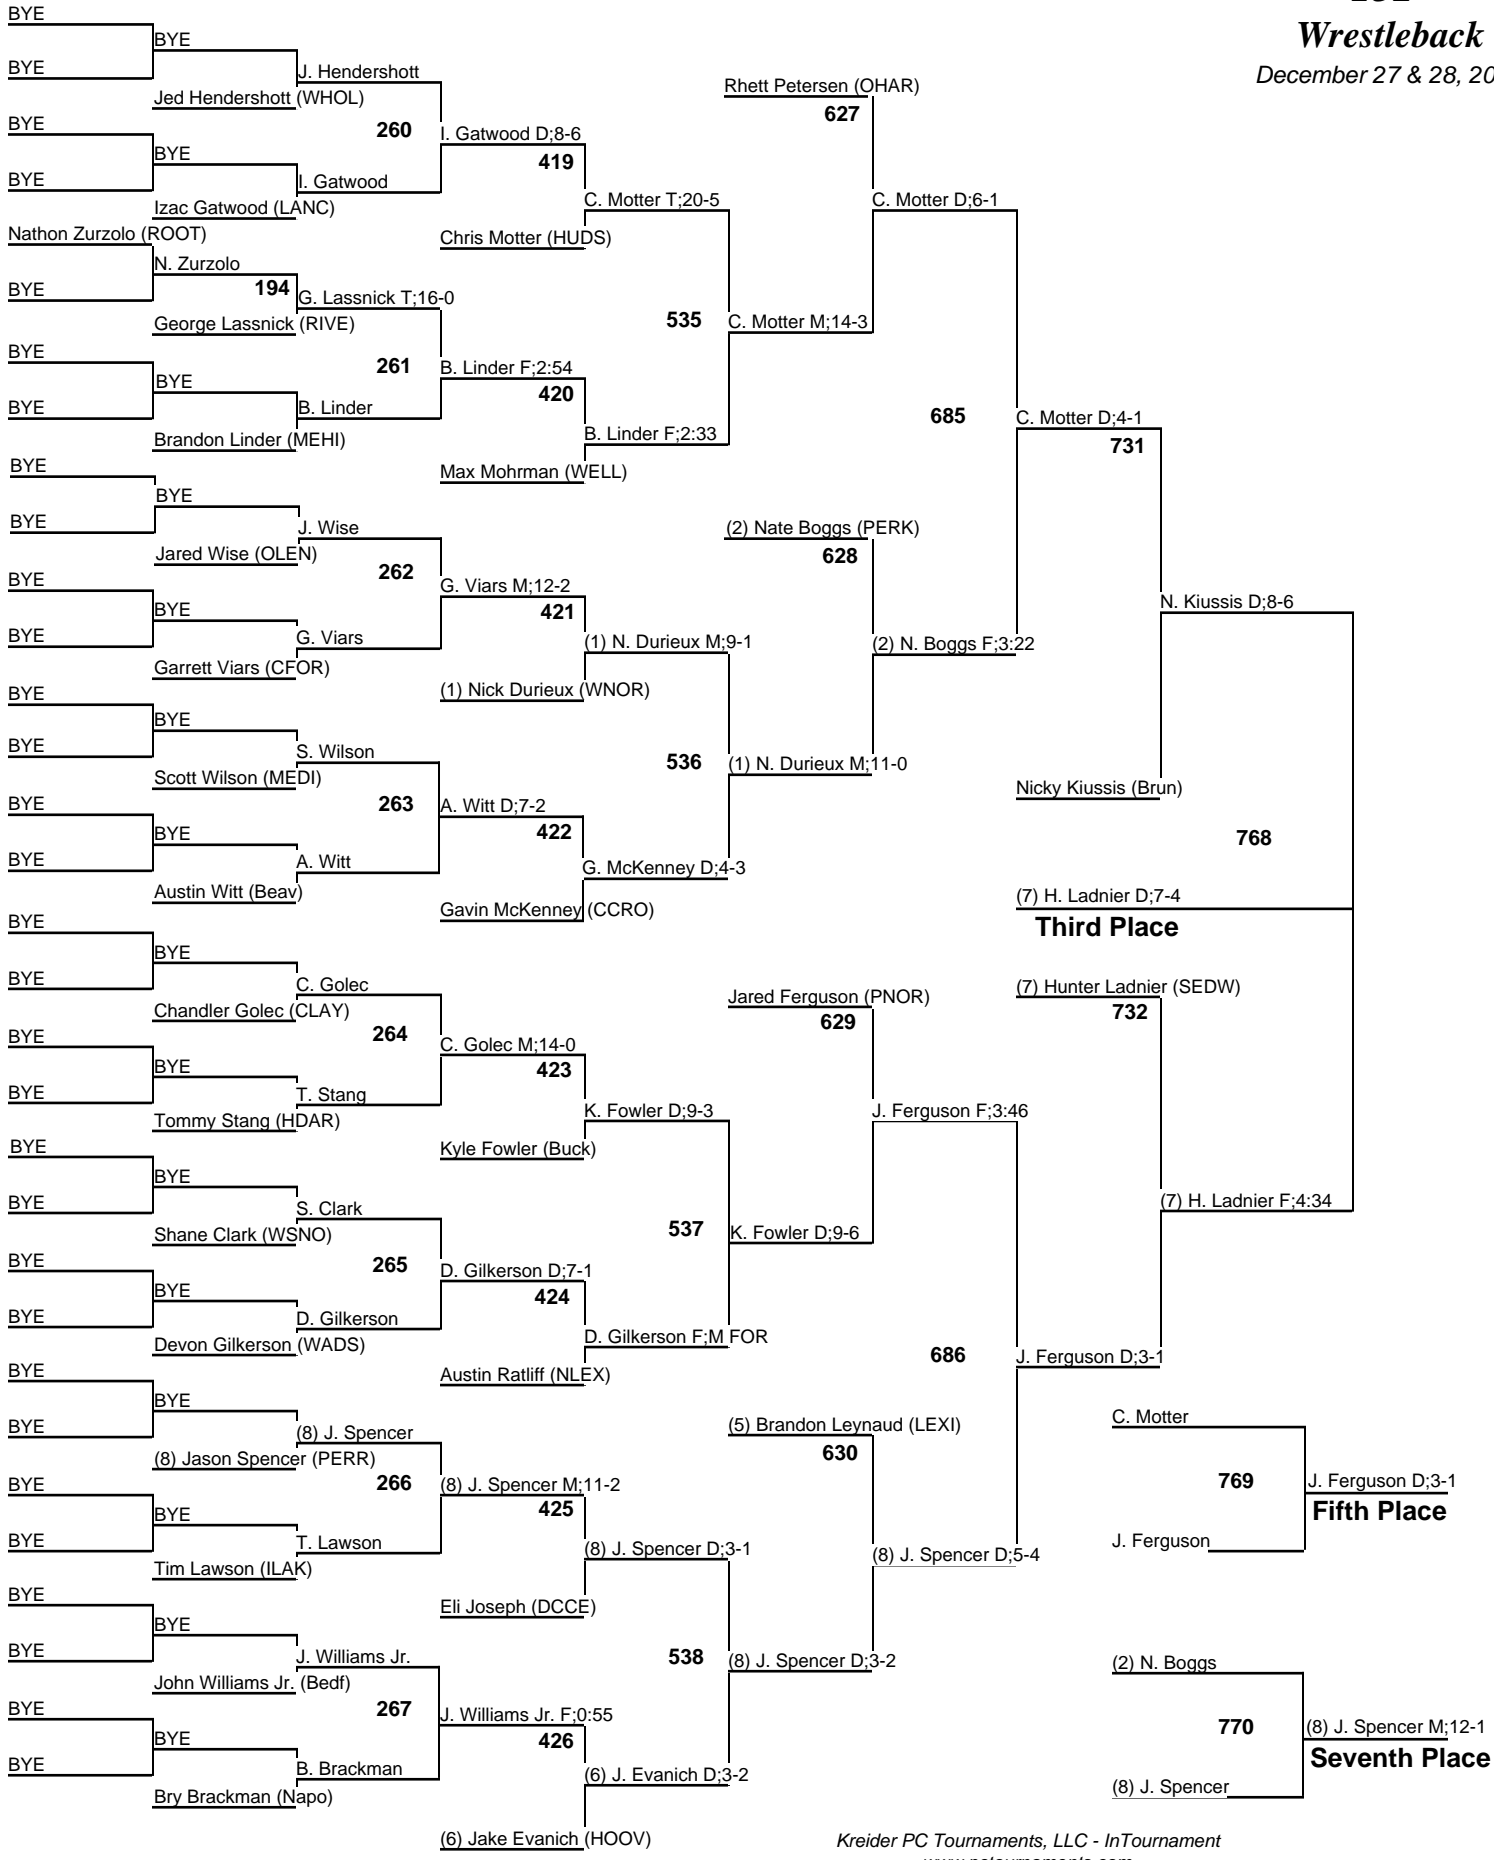 Wrestleback
December 27 & 28, 20
BYE
BYE
BYE
Jed Hendershott (WHOL)
J. Hendershott
260
BYE
BYE
BYE
Izac Gatwood (LANC)
I. Gatwood
I. Gatwood D;8-6
419
Chris Motter (HUDS)
C. Motter T;20-5
Nathon Zurzolo (ROOT)
BYE
N. Zurzolo
194
George Lassnick (RIVE)
G. Lassnick T;16-0
261
BYE
BYE
BYE
Brandon Linder (MEHI)
B. Linder
B. Linder F;2:54
420
Max Mohrman (WELL)
B. Linder F;2:33
535
C. Motter M;14-3
Rhett Petersen (OHAR)
627
C. Motter D;6-1
BYE
BYE
BYE
Jared Wise (OLEN)
J. Wise
262
BYE
BYE
BYE
Garrett Viars (CFOR)
G. Viars
G. Viars M;12-2
421
(1) Nick Durieux (WNOR)
(1) N. Durieux M;9-1
BYE
BYE
BYE
Scott Wilson (MEDI)
S. Wilson
263
BYE
BYE
BYE
Austin Witt (Beav)
A. Witt
A. Witt D;7-2
422
Gavin McKenney (CCRO)
G. McKenney D;4-3
536
(1) N. Durieux M;11-0
(2) Nate Boggs (PERK)
628
(2) N. Boggs F;3:22
685
C. Motter D;4-1
731
Nicky Kiussis (Brun)
N. Kiussis D;8-6
768
(7) H. Ladnier D;7-4
Third Place
BYE
BYE
BYE
Chandler Golec (CLAY)
C. Golec
264
BYE
BYE
BYE
Tommy Stang (HDAR)
T. Stang
C. Golec M;14-0
423
Kyle Fowler (Buck)
K. Fowler D;9-3
BYE
BYE
BYE
Shane Clark (WSNO)
S. Clark
265
BYE
BYE
BYE
Devon Gilkerson (WADS)
D. Gilkerson
D. Gilkerson D;7-1
424
Austin Ratliff (NLEX)
D. Gilkerson F;M FOR
537
K. Fowler D;9-6
Jared Ferguson (PNOR)
629
J. Ferguson F;3:46
BYE
BYE
BYE
(8) Jason Spencer (PERR)
(8) J. Spencer
266
BYE
BYE
BYE
Tim Lawson (ILAK)
T. Lawson
(8) J. Spencer M;11-2
425
Eli Joseph (DCCE)
(8) J. Spencer D;3-1
BYE
BYE
BYE
John Williams Jr. (Bedf)
J. Williams Jr.
267
BYE
BYE
BYE
Bry Brackman (Napo)
B. Brackman
J. Williams Jr. F;0:55
426
(6) Jake Evanich (HOOV)
(6) J. Evanich D;3-2
538
(8) J. Spencer D;3-2
(5) Brandon Leynaud (LEXI)
630
(8) J. Spencer D;5-4
686
J. Ferguson D;3-1
(7) Hunter Ladnier (SEDW)
732
(7) H. Ladnier F;4:34
C. Motter
769
J. Ferguson
J. Ferguson D;3-1
Fifth Place
(2) N. Boggs
770
(8) J. Spencer
(8) J. Spencer M;12-1
Seventh Place
Kreider PC Tournaments, LLC - InTournament